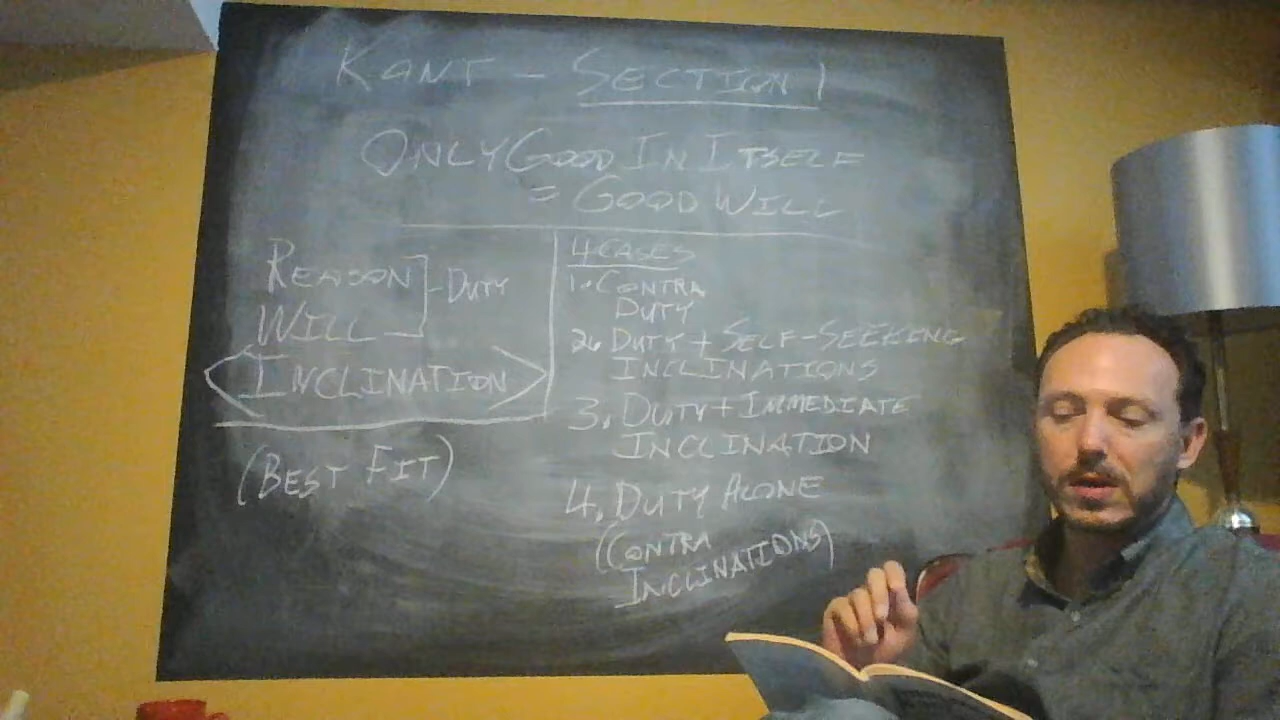 KANT - SECTION 1
ONLY GOOD IN ITSELF
= GOOD WILL
REASON
WILL
- DUTY
<INCLINATION>
(BEST FIT)
4 CASES
1. CONTRA
DUTY
2. DUTY + SELF-SEEKING
INCLINATIONS
3. DUTY + IMMEDIATE
INCLINATION
4. DUTY ALONE
(CONTRA
INCLINATIONS)